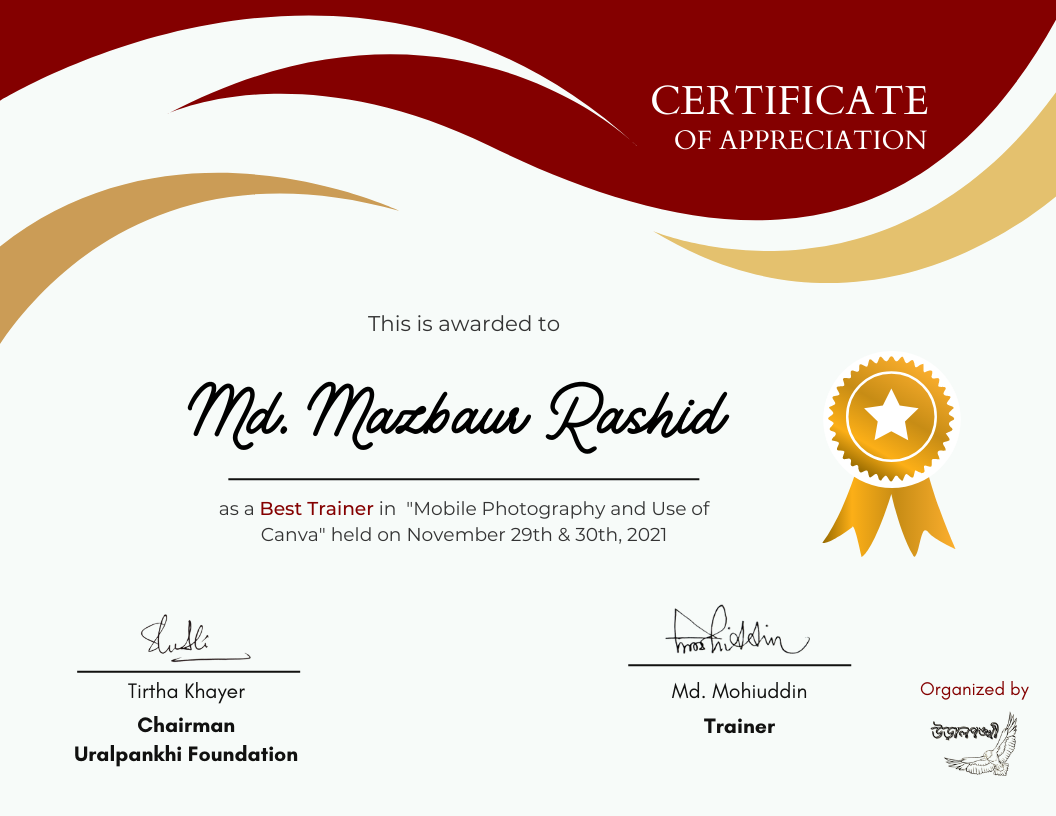 CERTIFICATE
OF APPRECIATION
This is awarded to
Md. Mazbaur Rashid
as a Best Trainer in "Mobile Photography and Use of
Canva" held on November 29th & 30th, 2021
Tirtha Khayer
Chairman
Uralpankhi Foundation
Mohiuddin
Md. Mohiuddin
Trainer
Organized by
উড়ালপঙ্খী